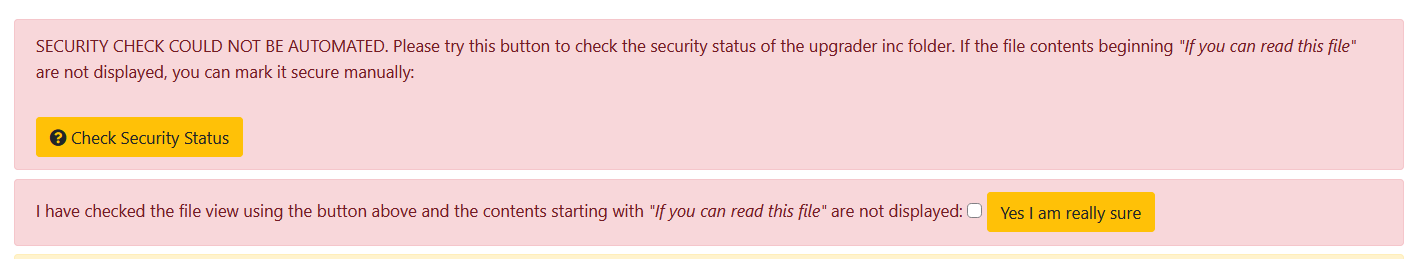 SECURITY CHECK COULD NOT BE AUTOMATED. Please try this button to check the security status of the upgrader inc folder. If the file contents beginning "If you can read this file"
are not displayed, you can mark it secure manually:
Check Security Status
I have checked the file view using the button above and the contents starting with "If you can read this file" are not displayed: Yes I am really sure